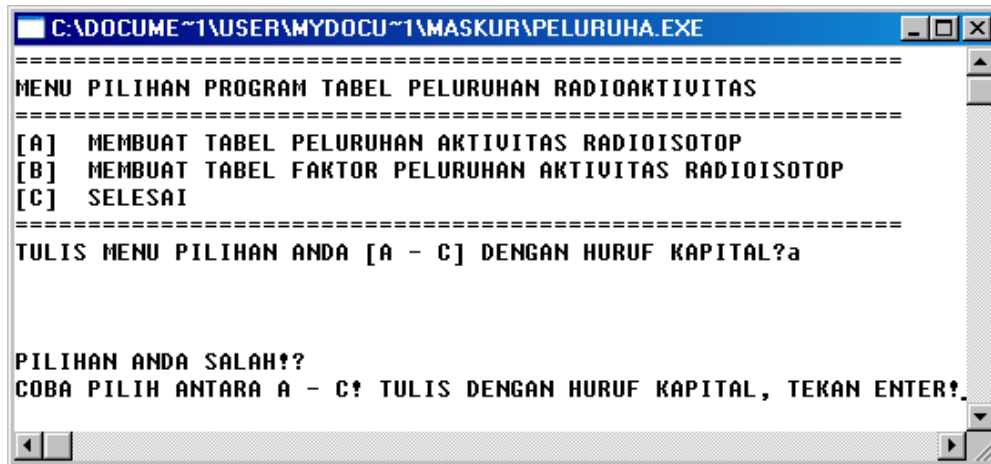 C:\DOCUME~1\USER\MYDOCU~1\MASKUR\PELURUHA.EXE
=============================================================
MENU PILIHAN PROGRAM TABEL PELURUHAN RADIOAKTIVITAS
=============================================================
[A] MEMBUAT TABEL PELURUHAN AKTIVITAS RADIOISOTOP
[B] MEMBUAT TABEL FAKTOR PELURUHAN AKTIVITAS RADIOISOTOP
[C] SELESAI
=============================================================
TULIS MENU PILIHAN ANDA [A - C] DENGAN HURUF KAPITAL?a
PILIHAN ANDA SALAH!?
COBA PILIH ANTARA A - C! TULIS DENGAN HURUF KAPITAL, TEKAN ENTER!_